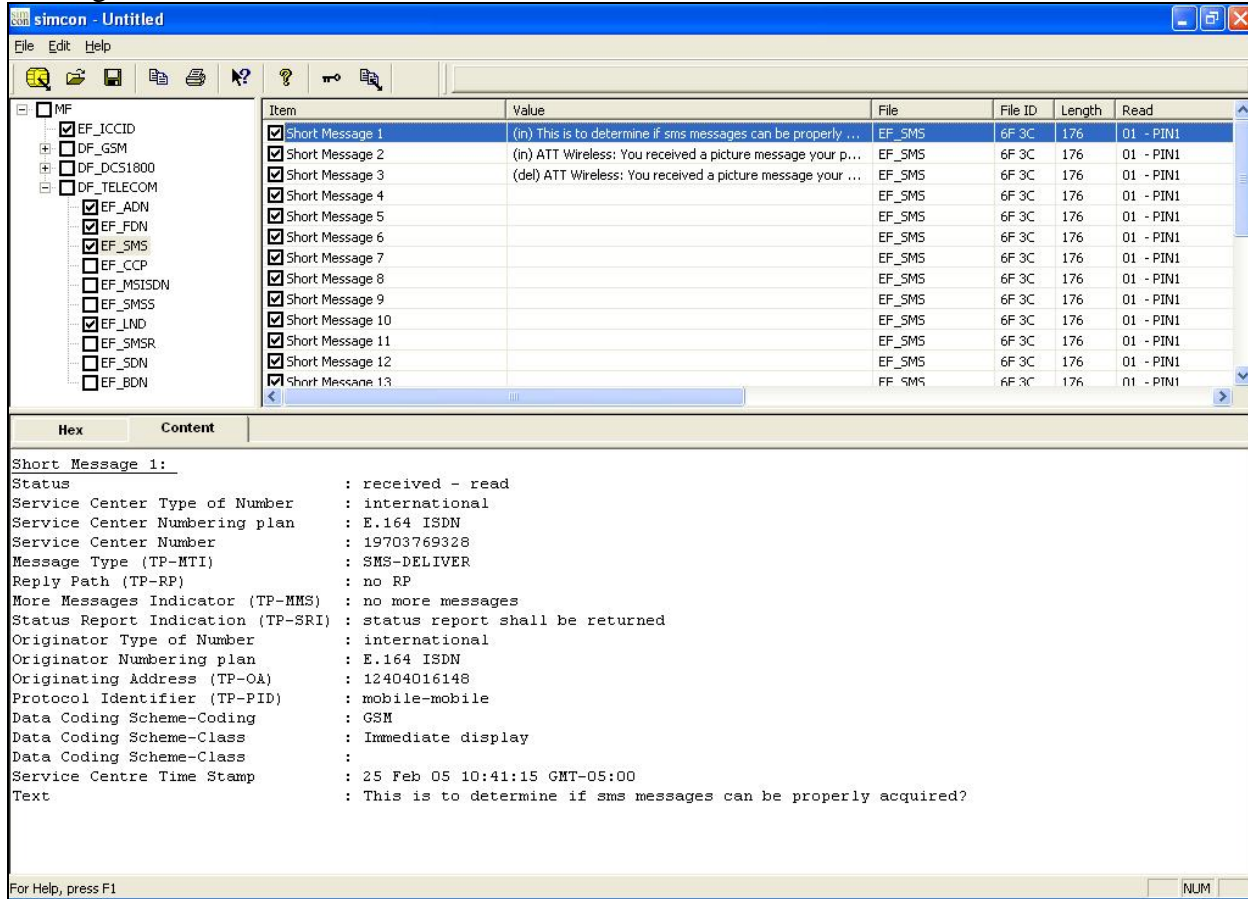 simcon - Untitled
File Edit Help
MF
EF_ICCID
DF_GSM
DF_DCS1800
DF_TELECOM
EF_ADN
EF_FDN
EF_SMS
EF_CCP
EF_MSISDN
EF_SMSS
EF_LND
EF_SMSR
EF_SDN
EF_BDN
Item Value File File ID Length Read
Short Message 1 (in) This is to determine if sms messages can be properly ... EF_SMS 6F 3C 176 01 - PIN1
Short Message 2 (in) ATT Wireless: You received a picture message your p... EF_SMS 6F 3C 176 01 - PIN1
Short Message 3 (del) ATT Wireless: You received a picture message your ... EF_SMS 6F 3C 176 01 - PIN1
Short Message 4 EF_SMS 6F 3C 176 01 - PIN1
Short Message 5 EF_SMS 6F 3C 176 01 - PIN1
Short Message 6 EF_SMS 6F 3C 176 01 - PIN1
Short Message 7 EF_SMS 6F 3C 176 01 - PIN1
Short Message 8 EF_SMS 6F 3C 176 01 - PIN1
Short Message 9 EF_SMS 6F 3C 176 01 - PIN1
Short Message 10 EF_SMS 6F 3C 176 01 - PIN1
Short Message 11 EF_SMS 6F 3C 176 01 - PIN1
Short Message 12 EF_SMS 6F 3C 176 01 - PIN1
Short Message 13 EF_SMS 6F 3C 176 01 - PIN1
Hex Content
Short Message 1:
Status : received - read
Service Center Type of Number : international
Service Center Numbering plan : E.164 ISDN
Service Center Number : 19703769328
Message Type (TP-MTI) : SMS-DELIVER
Reply Path (TP-RP) : no RP
More Messages Indicator (TP-MMS) : no more messages
Status Report Indication (TP-SRI) : status report shall be returned
Originator Type of Number : international
Originator Numbering plan : E.164 ISDN
Originating Address (TP-OA) : 12404016148
Protocol Identifier (TP-PID) : mobile-mobile
Data Coding Scheme-Coding : GSM
Data Coding Scheme-Class : Immediate display
Data Coding Scheme-Class :
Service Centre Time Stamp : 25 Feb 05 10:41:15 GMT-05:00
Text : This is to determine if sms messages can be properly acquired?
For Help, press F1 NUM